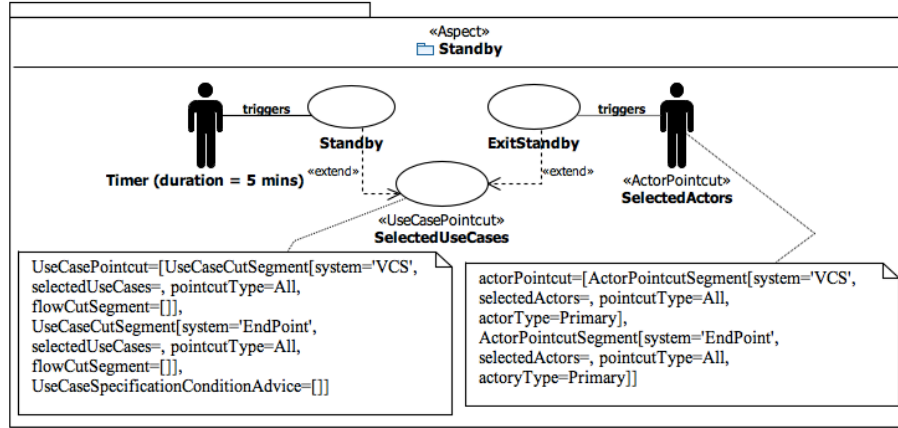 «Aspect»
Standby
triggers
triggers
Standby
ExitStandby
Timer (duration = 5 mins)
«extend»
«extend»
«ActorPointcut»
SelectedActors
«UseCasePointcut»
SelectedUseCases
UseCasePointcut=[UseCaseCutSegment[system='VCS',
selectedUseCases=, pointcutType=All,
flowCutSegment=[]],
UseCaseCutSegment[system='EndPoint',
selectedUseCases=, pointcutType=All,
flowCutSegment=[]],
UseCaseSpecificationConditionAdvice=[]]
actorPointcut=[ActorPointcutSegment[system='VCS',
selectedActors=, pointcutType=All,
actorType=Primary],
ActorPointcutSegment[system='EndPoint',
selectedActors=, pointcutType=All,
actoryType=Primary]]